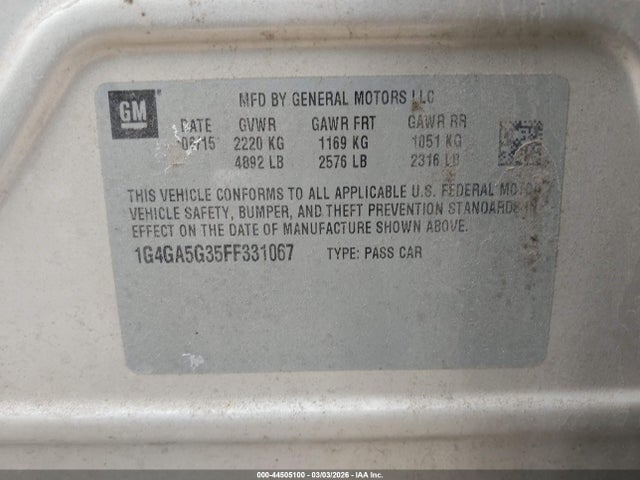 GM
MFD BY GENERAL MOTORS LLC
DATE GVWR GAWR FRT GAWR RR
06/15 2220 KG 1169 KG 1051 KG
4892 LB 2576 LB 2316 LB
THIS VEHICLE CONFORMS TO ALL APPLICABLE U.S. FEDERAL MOTOR
VEHICLE SAFETY, BUMPER, AND THEFT PREVENTION STANDARDS IN
EFFECT ON THE DATE OF MANUFACTURE SHOWN ABOVE.
1G4GA5G35FF331067 TYPE: PASS CAR
000-44505100 - 03/03/2026 - IAA Inc.